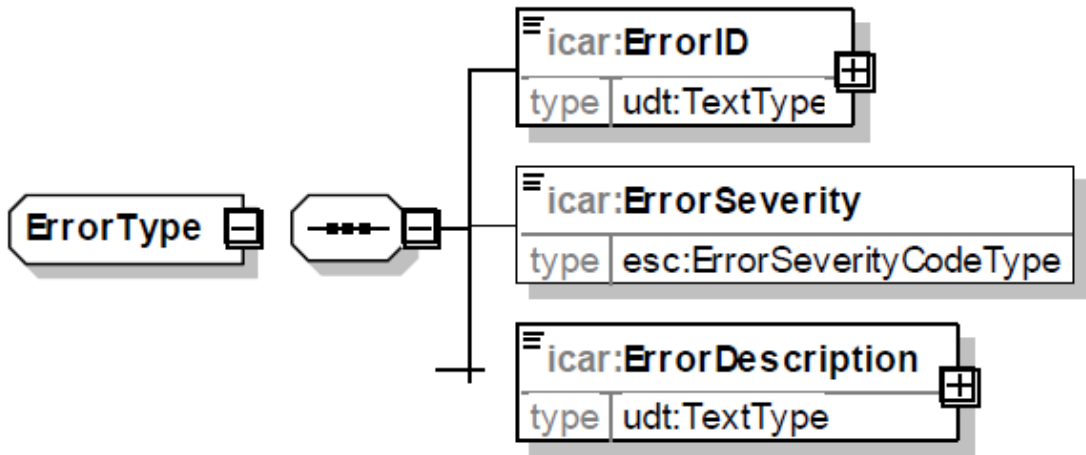 icar:ErrorID
type udt:TextType
ErrorType
icar:ErrorSeverity
type esc:ErrorSeverityCodeType
icar:ErrorDescription
type udt:TextType